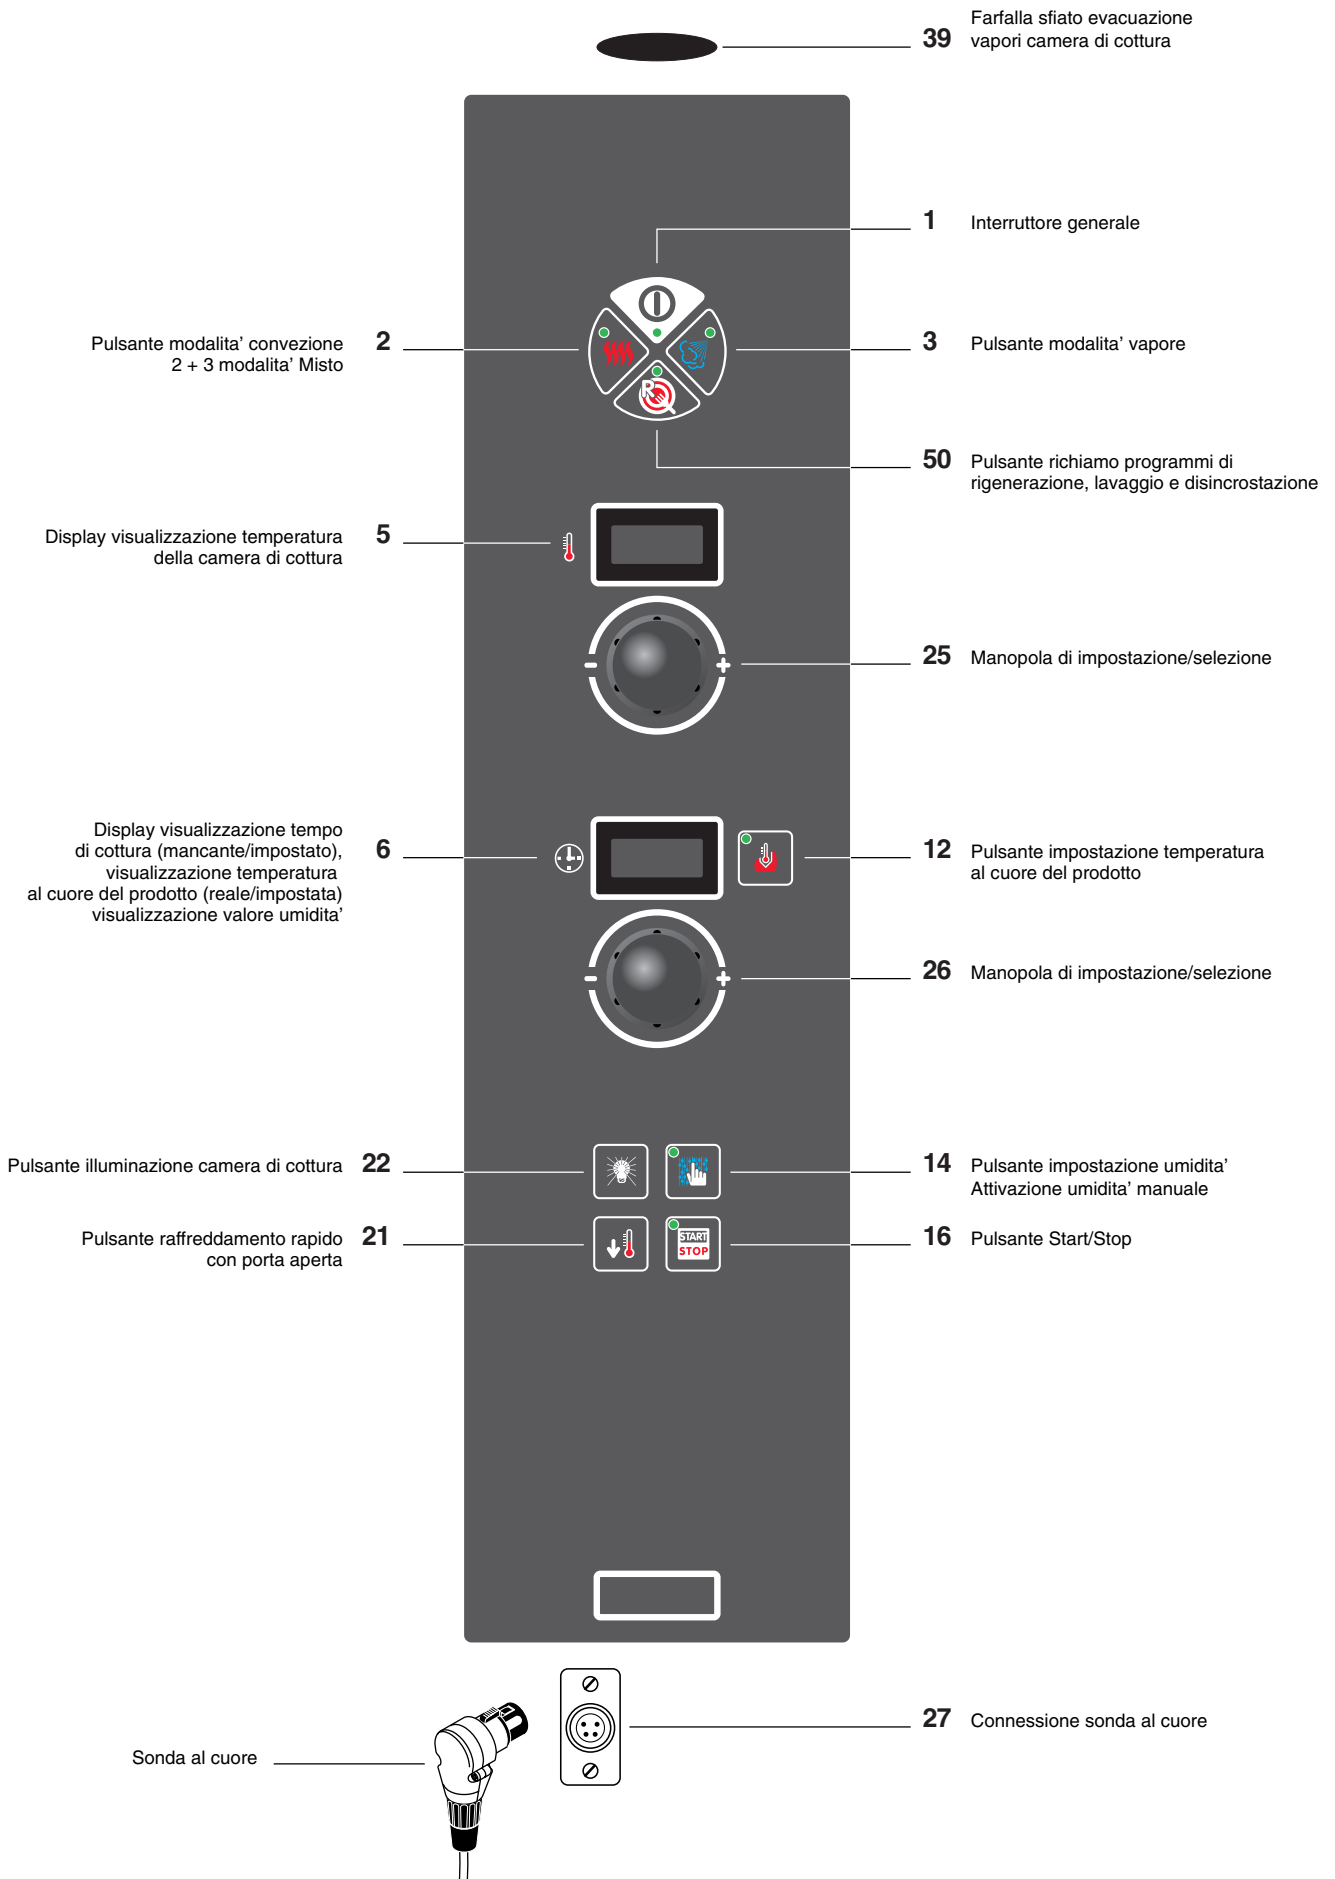 39 Farfalla sfiato evacuazione
vapori camera di cottura
1 Interruttore generale
Pulsante modalita’ convezione 2
2 + 3 modalita’ Misto
3 Pulsante modalita’ vapore
R
50 Pulsante richiamo programmi di
rigenerazione, lavaggio e disincrostazione
Display visualizzazione temperatura 5
della camera di cottura
- +
25 Manopola di impostazione/selezione
Display visualizzazione tempo
di cottura (mancante/impostato), 6
visualizzazione temperatura
al cuore del prodotto (reale/impostata)
visualizzazione valore umidita’
12 Pulsante impostazione temperatura
al cuore del prodotto
- +
26 Manopola di impostazione/selezione
Pulsante illuminazione camera di cottura 22
14 Pulsante impostazione umidita’
Attivazione umidita’ manuale
Pulsante raffreddamento rapido 21
con porta aperta
START
STOP
16 Pulsante Start/Stop
27 Connessione sonda al cuore
Sonda al cuore